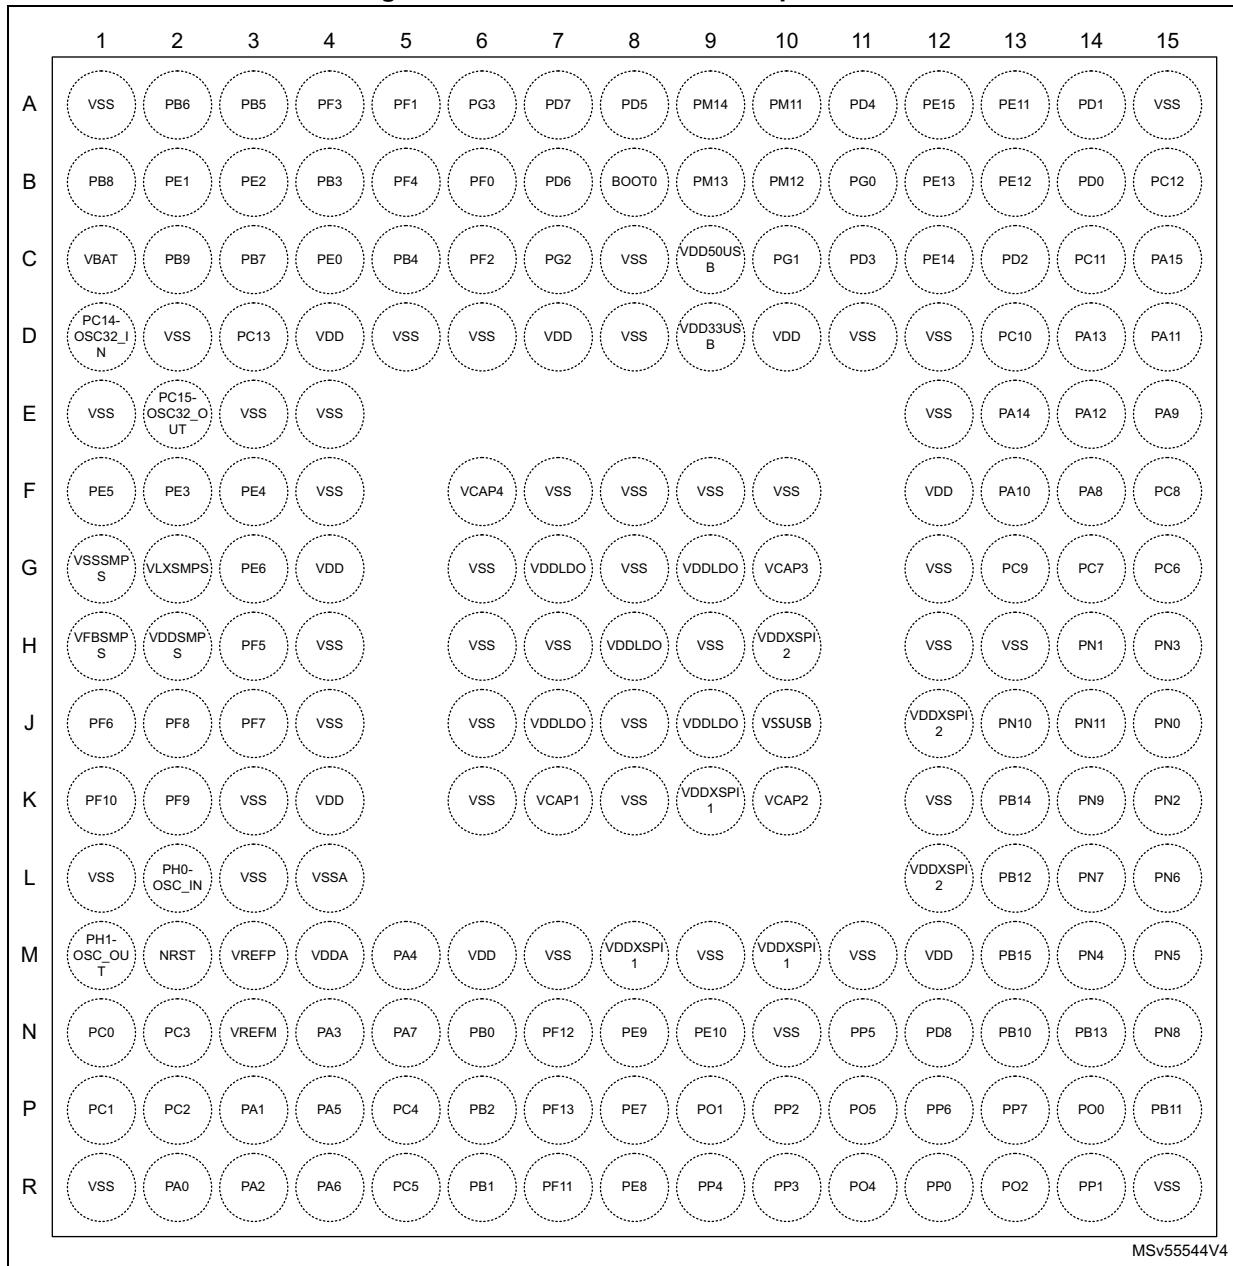 1 2 3 4 5 6 7 8 9 10 11 12 13 14 15
A VSS PB6 PB5 PF3 PF1 PG3 PD7 PD5 PM14 PM11 PD4 PE15 PE11 PD1 VSS
B PB8 PE1 PE2 PB3 PF4 PF0 PD6 BOOT0 PM13 PM12 PG0 PE13 PE12 PD0 PC12
C VBAT PB9 PB7 PE0 PB4 PF2 PG2 VSS VDD50USB PG1 PD3 PE14 PD2 PC11 PA15
D PC14-OSC32_IN VSS PC13 VDD VSS VSS VDD VSS VDD33USB VDD VSS VSS PC10 PA13 PA11
E VSS PC15-OSC32_OUT VSS VSS VSS PA14 PA12 PA9
F PE5 PE3 PE4 VSS VCAP4 VSS VSS VSS VSS VDD PA10 PA8 PC8
G VSSSMPS VLXSMPS PE6 VDD VSS VDDLDO VSS VDDLDO VCAP3 VSS PC9 PC7 PC6
H VFBSMPS VDDSMPS PF5 VSS VSS VSS VDDLDO VSS VDDXSPI2 VSS VSS PN1 PN3
J PF6 PF8 PF7 VSS VSS VDDLDO VSS VDDLDO VSSUSB VDDXSPI2 PN10 PN11 PN0
K PF10 PF9 VSS VDD VSS VCAP1 VSS VDDXSPI1 VCAP2 VSS PB14 PN9 PN2
L VSS PH0-OSC_IN VSS VSSA VDDXSPI2 PB12 PN7 PN6
M PH1-OSC_OUT NRST VREFP VDDA PA4 VDD VSS VDDXSPI1 VSS VDDXSPI1 VSS VDD PB15 PN4 PN5
N PC0 PC3 VREFM PA3 PA7 PB0 PF12 PE9 PE10 VSS PP5 PD8 PB10 PB13 PN8
P PC1 PC2 PA1 PA5 PC4 PB2 PF13 PE7 PO1 PP2 PO5 PP6 PP7 PO0 PB11
R VSS PA0 PA2 PA6 PC5 PB1 PF11 PE8 PP4 PP3 PO4 PP0 PO2 PP1 VSS
MSv55544V4